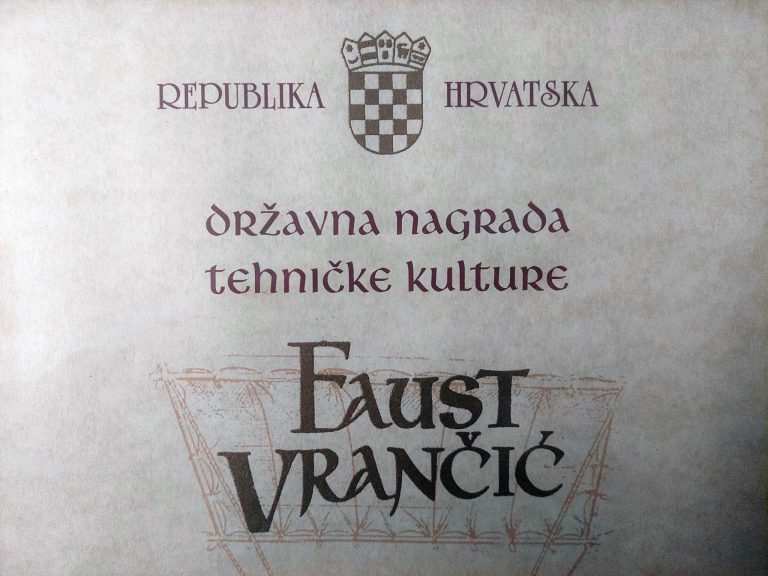 REPUBLIKA HRVATSKA
državna nagrada
tehničke kulture
FAUST
VRANČIĆ